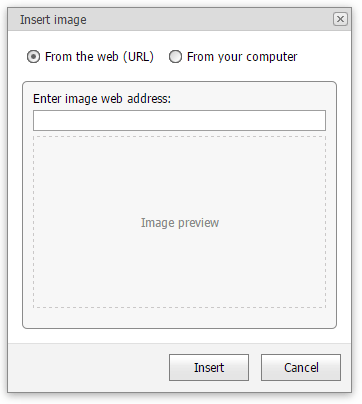 Insert image
From the web (URL) From your computer
Enter image web address:
Image preview
Insert Cancel